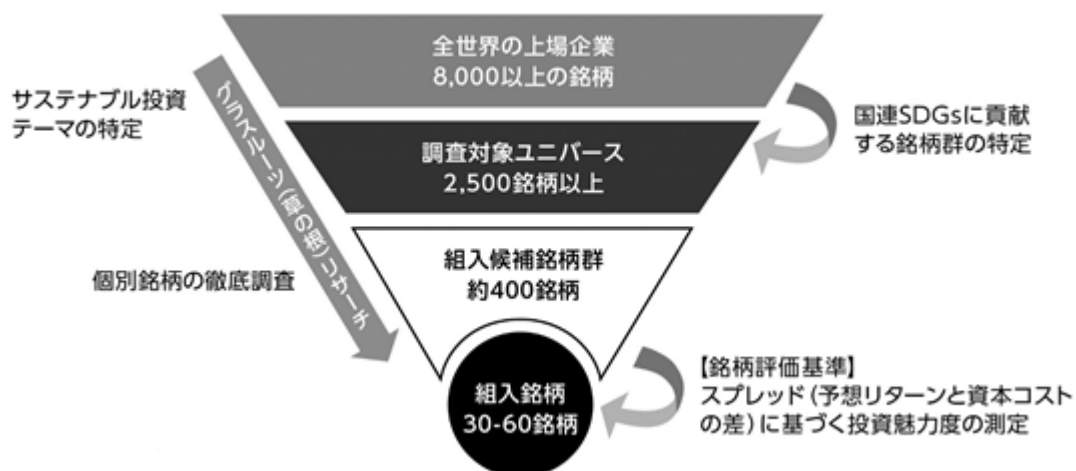 全世界の上場企業
8,000以上の銘柄
サステナブル投資
テーマの特定
グラスルーツ(草の根)リサーチ
国連SDGsに貢献
する銘柄群の特定
調査対象ユニバース
2,500銘柄以上
組入候補銘柄群
約400銘柄
個別銘柄の徹底調査
【銘柄評価基準】
スプレッド(予想リターンと資本コスト
の差)に基づく投資魅力度の測定
組入銘柄
30-60銘柄